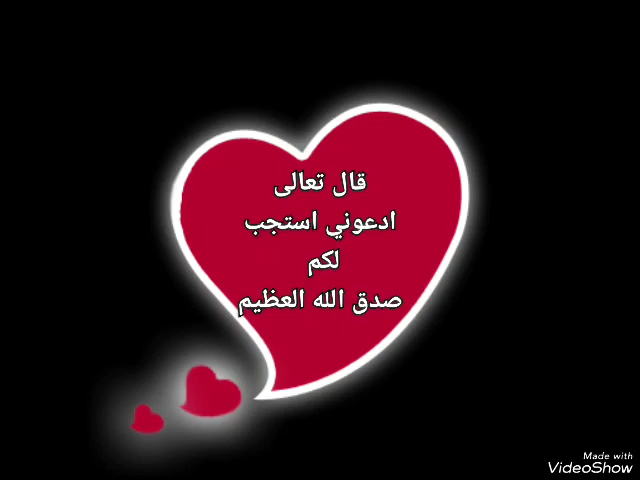 قال تعالى
ادعوني استجب
لكم
صدق الله العظيم
Made with
VideoShow